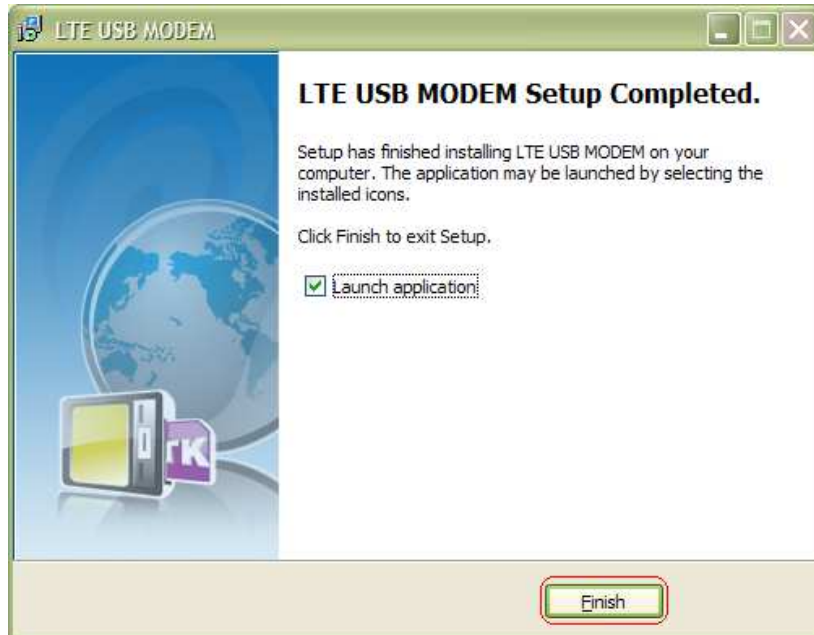 LTE USB MODEM
LTE USB MODEM Setup Completed.
Setup has finished installing LTE USB MODEM on your
computer. The application may be launched by selecting the
installed icons.
Click Finish to exit Setup.
Launch application
тк
Finish